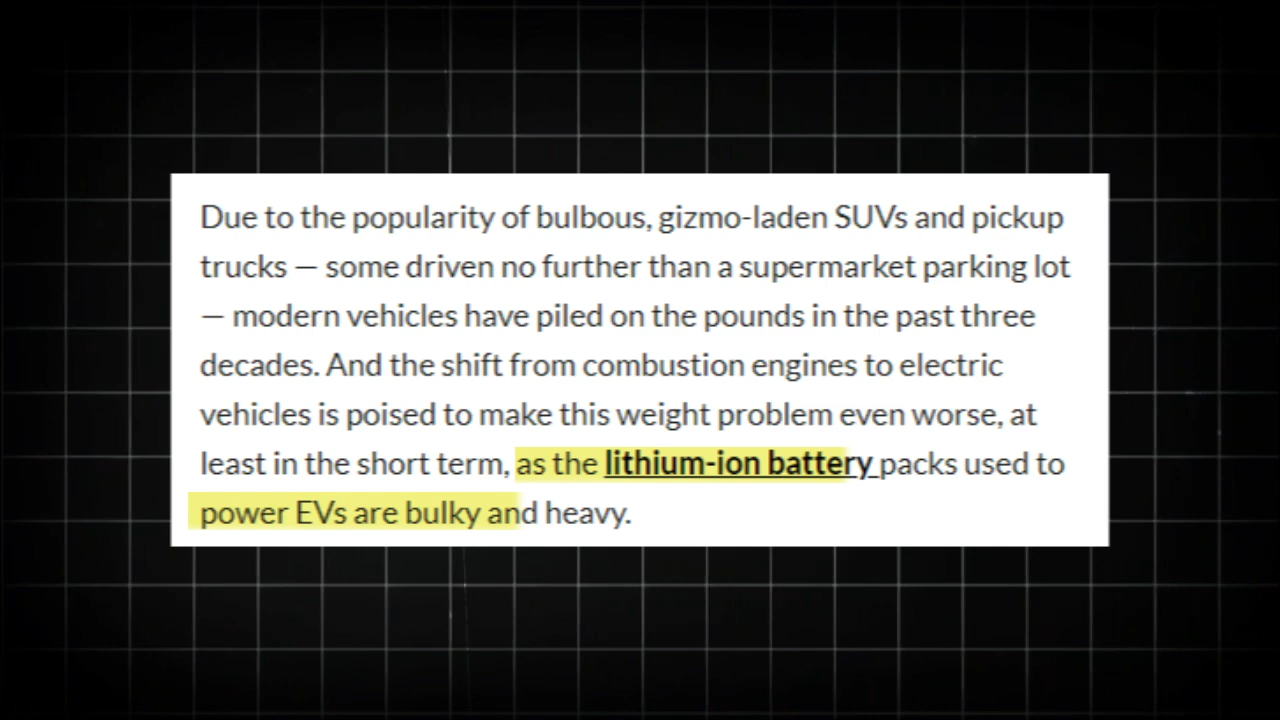 Due to the popularity of bulbous, gizmo-laden SUVs and pickup
trucks — some driven no further than a supermarket parking lot
— modern vehicles have piled on the pounds in the past three
decades. And the shift from combustion engines to electric
vehicles is poised to make this weight problem even worse, at
least in the short term, as the lithium-ion battery packs used to
power EVs are bulky and heavy.